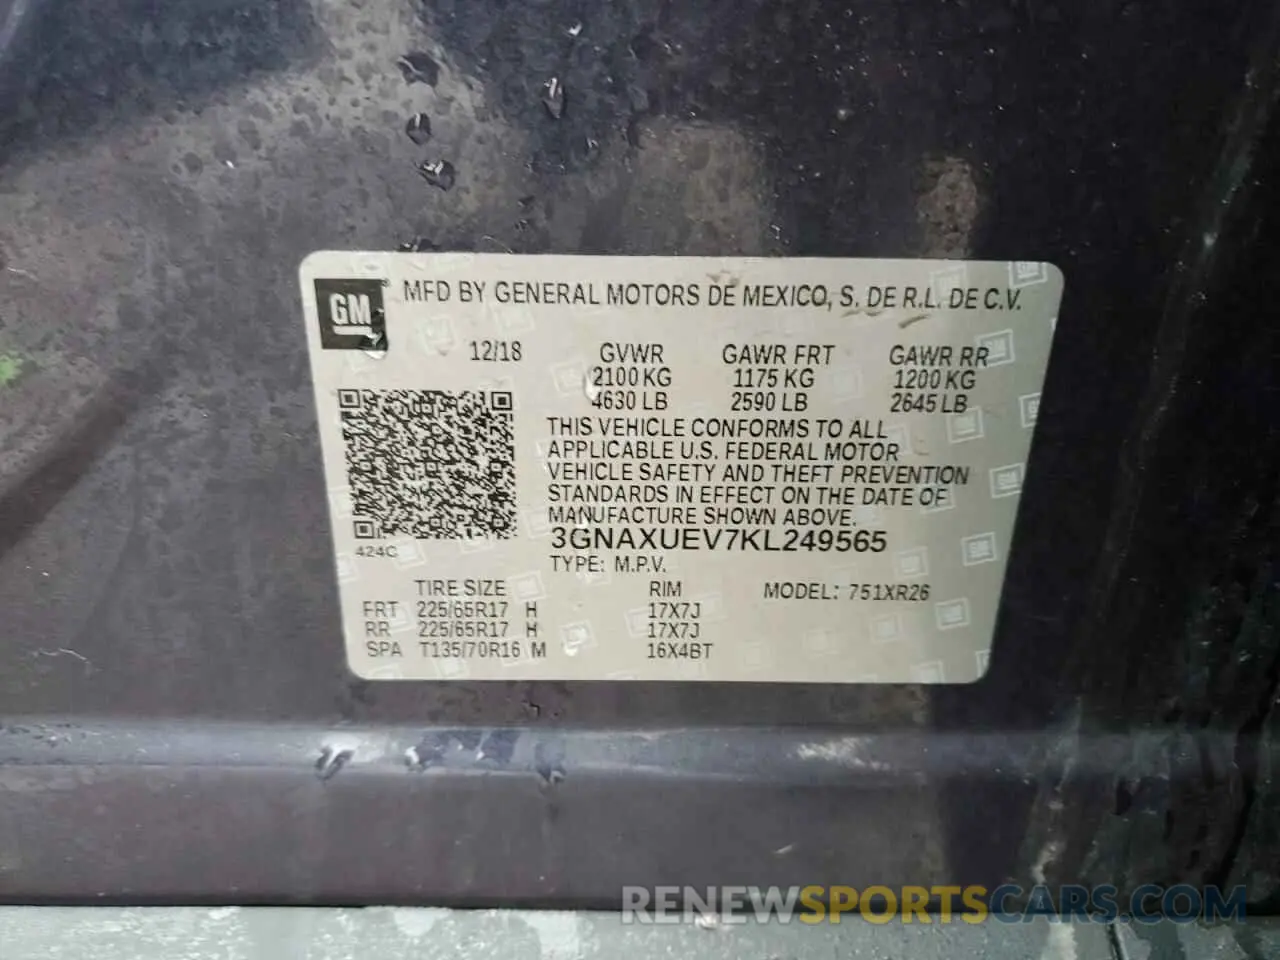 GM
MFD BY GENERAL MOTORS DE MEXICO, S. DE R.L. DE C.V.
12/18 GVWR GAWR FRT GAWR RR
2100 KG 1175 KG 1200 KG
4630 LB 2590 LB 2645 LB
THIS VEHICLE CONFORMS TO ALL
APPLICABLE U.S. FEDERAL MOTOR
VEHICLE SAFETY AND THEFT PREVENTION
STANDARDS IN EFFECT ON THE DATE OF
MANUFACTURE SHOWN ABOVE.
3GNAXUEV7KL249565
424C
TYPE: M.P.V.
TIRE SIZE RIM MODEL: 751XR26
FRT 225/65R17 H 17X7J
RR 225/65R17 H 17X7J
SPA T135/70R16 M 16X4BT
RENEWSPORTSCARS.COM